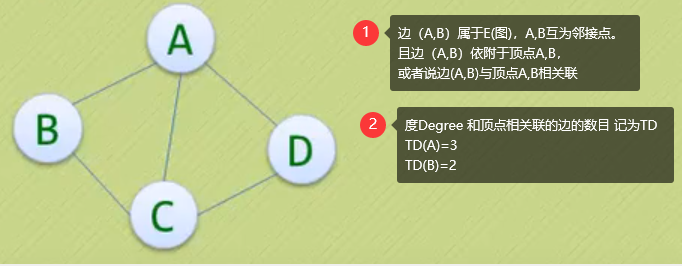 A
B
D
C
1
边（A,B）属于E(图)，A,B互为邻接点。
且边（A,B）依附于顶点A,B，
或者说边(A,B)与顶点A,B相关联
2
度Degree 和顶点相关联的边的数目 记为TD
TD(A)=3
TD(B)=2